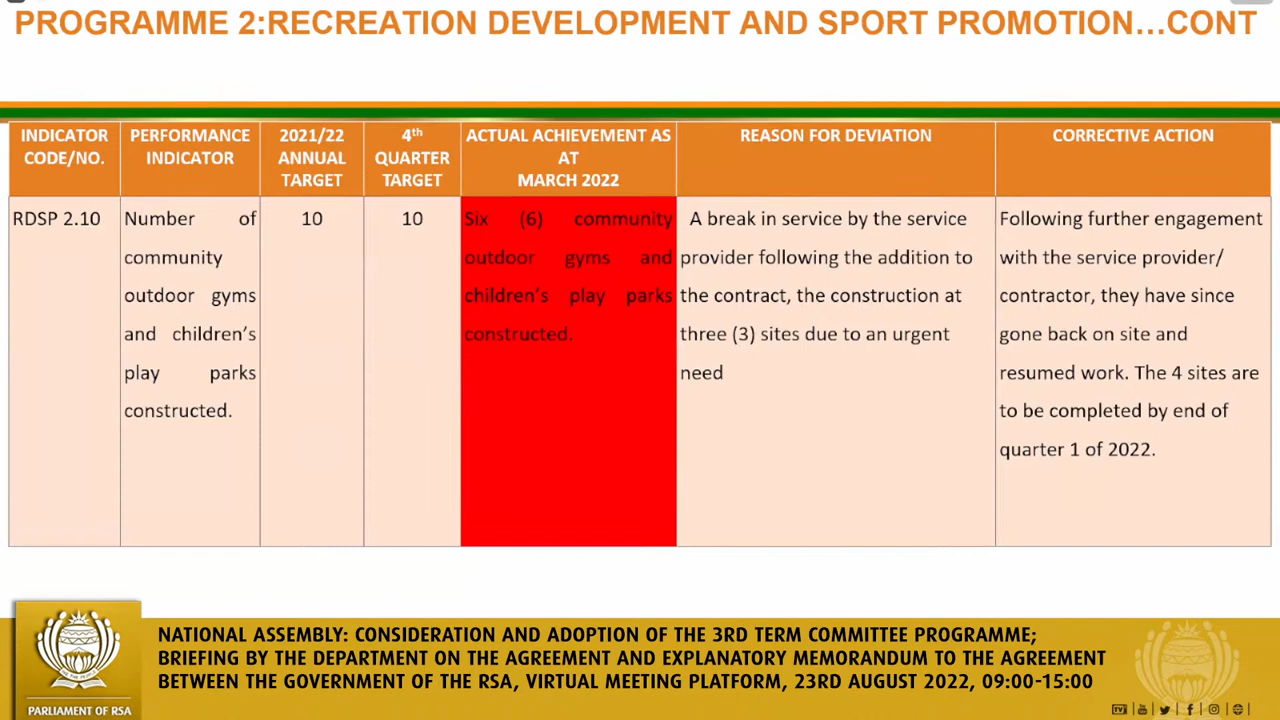 PROGRAMME 2:RECREATION DEVELOPMENT AND SPORT PROMOTION…CONT
INDICATOR
CODE/NO.
PERFORMANCE
INDICATOR
2021/22
ANNUAL
TARGET
4th
QUARTER
TARGET
ACTUAL ACHIEVEMENT AS
AT
MARCH 2022
REASON FOR DEVIATION
CORRECTIVE ACTION
RDSP 2.10
Number of
community
outdoor gyms
and children’s
play parks
constructed.
10
10
Six (6) community
outdoor gyms and
children’s play parks
constructed.
A break in service by the service
provider following the addition to
the contract, the construction at
three (3) sites due to an urgent
need
Following further engagement
with the service provider/
contractor, they have since
gone back on site and
resumed work. The 4 sites are
to be completed by end of
quarter 1 of 2022.
NATIONAL ASSEMBLY: CONSIDERATION AND ADOPTION OF THE 3RD TERM COMMITTEE PROGRAMME;
BRIEFING BY THE DEPARTMENT ON THE AGREEMENT AND EXPLANATORY MEMORANDUM TO THE AGREEMENT
BETWEEN THE GOVERNMENT OF THE RSA, VIRTUAL MEETING PLATFORM, 23RD AUGUST 2022, 09:00-15:00
PARLIAMENT OF RSA